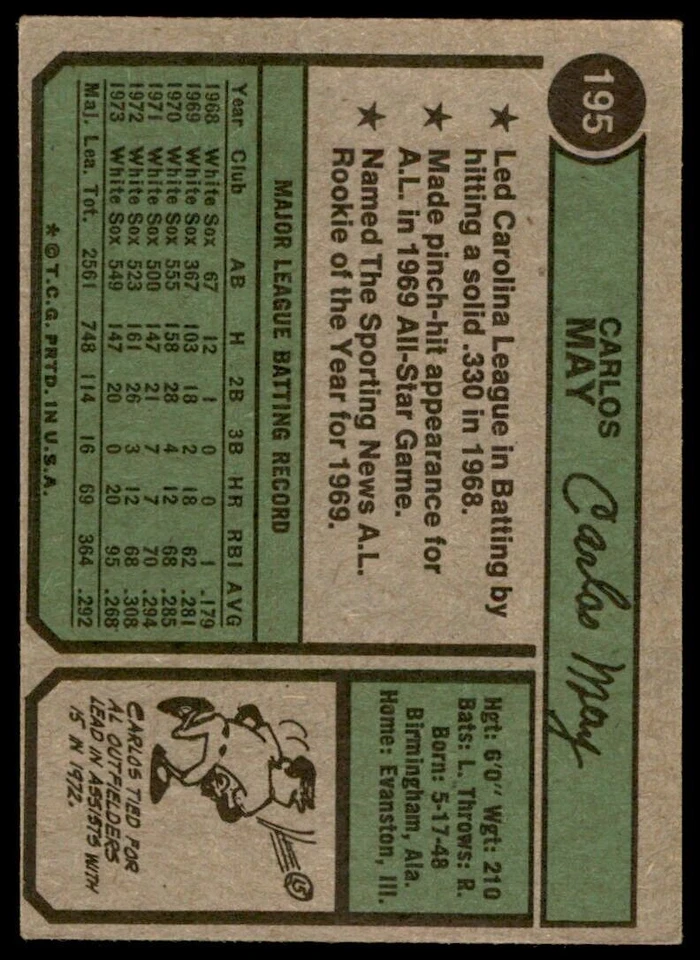 195
CARLOS
MAY
Carlos May
★ Led Carolina League in Batting by
hitting a solid .330 in 1968.
★ Made pinch-hit appearance for
A.L. in 1969 All-Star Game.
★ Named The Sporting News A.L.
Rookie of the Year for 1969.
MAJOR LEAGUE BATTING RECORD
Year Club AB H 2B 3B HR RBI AVG
1968 White Sox 67 12 1 0 0 1 .179
1969 White Sox 367 103 18 2 18 62 .281
1970 White Sox 555 158 28 4 12 68 .285
1971 White Sox 500 147 21 7 7 70 .294
1972 White Sox 523 161 26 3 12 68 .308
1973 White Sox 549 147 20 0 20 95 .268
Maj. Lea. Tot. 2561 748 114 16 69 364 .292
★ © T.C.G. PRTD. IN U.S.A.
Hgt: 6'0" Wgt: 210
Bats: L. Throws: R.
Born: 5-17-48
Birmingham, Ala.
Home: Evanston, Ill.
15
CARLOS TIED FOR
AL OUTFIELDERS
LEAD IN ASSISTS WITH
15 IN 1972.